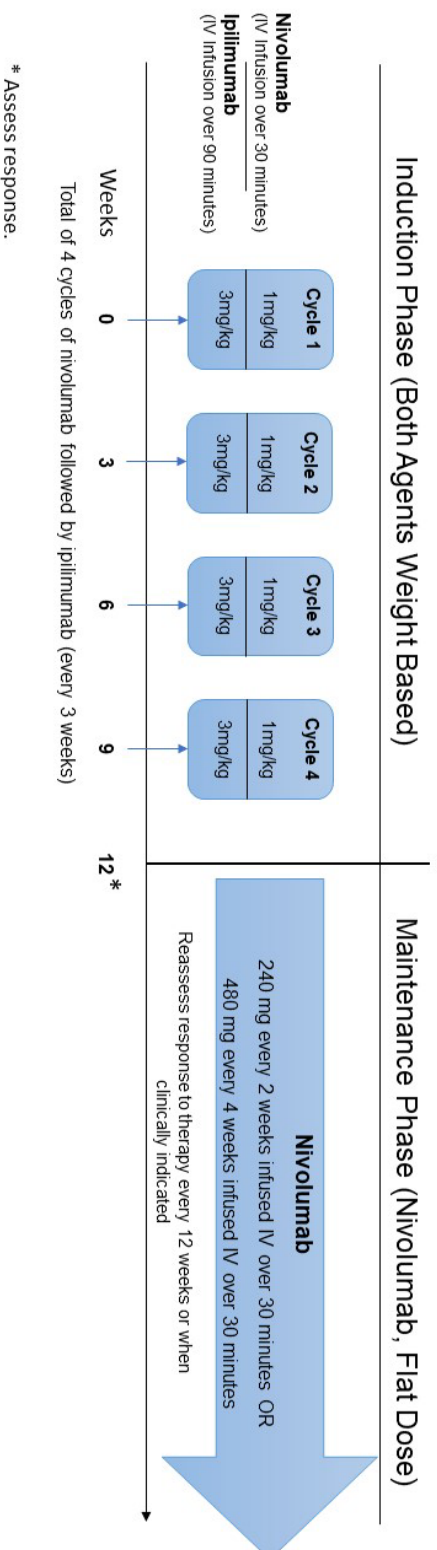 Induction Phase (Both Agents Weight Based)
Maintenance Phase (Nivolumab, Flat Dose)
Nivolumab
(IV Infusion over 30 minutes)
Ipilimumab
(IV Infusion over 90 minutes)
Cycle 1
1mg/kg
3mg/kg
Cycle 2
1mg/kg
3mg/kg
Cycle 3
1mg/kg
3mg/kg
Cycle 4
1mg/kg
3mg/kg
Nivolumab
240 mg every 2 weeks infused IV over 30 minutes OR
480 mg every 4 weeks infused IV over 30 minutes
Reassess response to therapy every 12 weeks or when
clinically indicated
Weeks 0 3 6 9 12*
Total of 4 cycles of nivolumab followed by ipilimumab (every 3 weeks)
* Assess response.